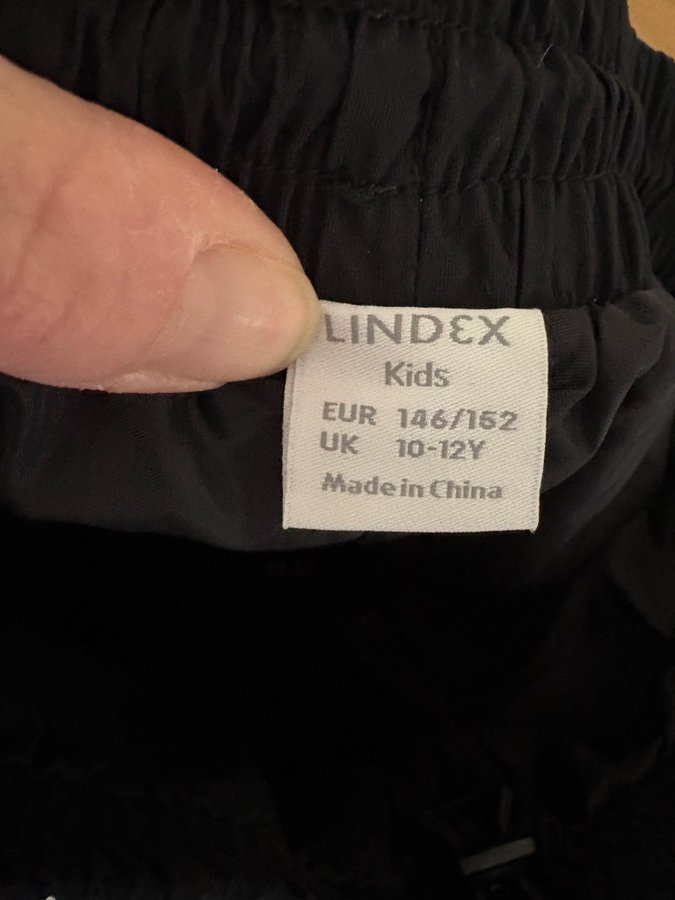 LINDEX
Kids
EUR 146/152
UK 10-12Y
Made in China